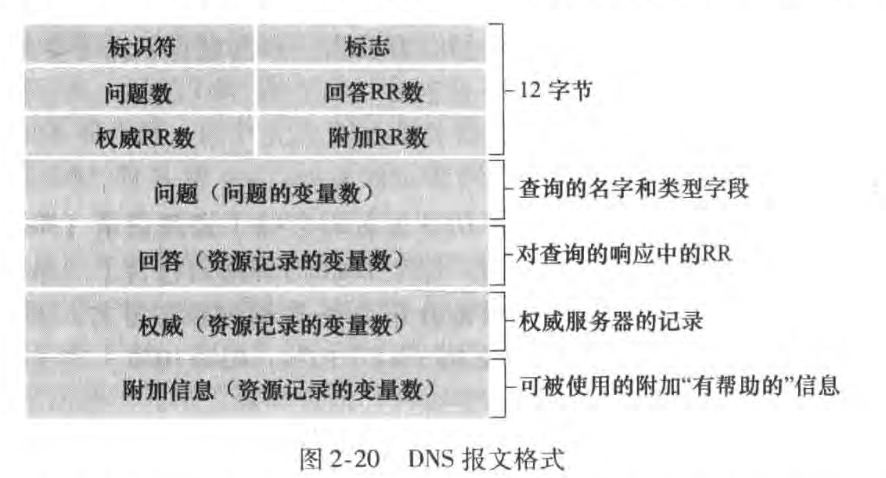 标识符 标志
问题数 回答RR数 12 字节
权威RR数 附加RR数
问题（问题的变量数） 查询的名字和类型字段
回答（资源记录的变量数） 对查询的响应中的RR
权威（资源记录的变量数） 权威服务器的记录
附加信息（资源记录的变量数） 可被使用的附加“有帮助的”信息
图 2-20 DNS 报文格式